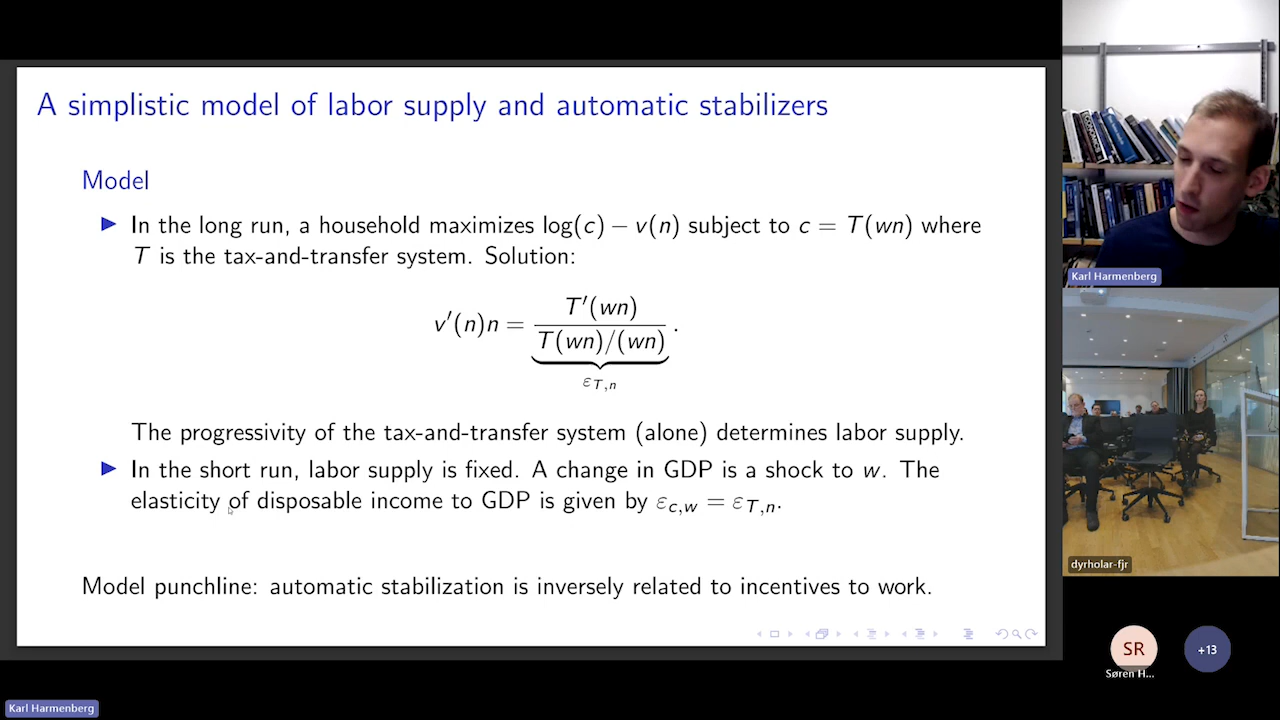 A simplistic model of labor supply and automatic stabilizers
Model
In the long run, a household maximizes log(c) − v(n) subject to c = T(wn) where
T is the tax-and-transfer system. Solution:
v′(n)n = T′(wn) / T(wn)/(wn) .
ε_{T,n}
The progressivity of the tax-and-transfer system (alone) determines labor supply.
In the short run, labor supply is fixed. A change in GDP is a shock to w. The
elasticity of disposable income to GDP is given by ε_{c,w} = ε_{T,n}.
Model punchline: automatic stabilization is inversely related to incentives to work.
Karl Harmenberg
dyrholar-fjr
SR
Søren H...
+13
Karl Harmenberg